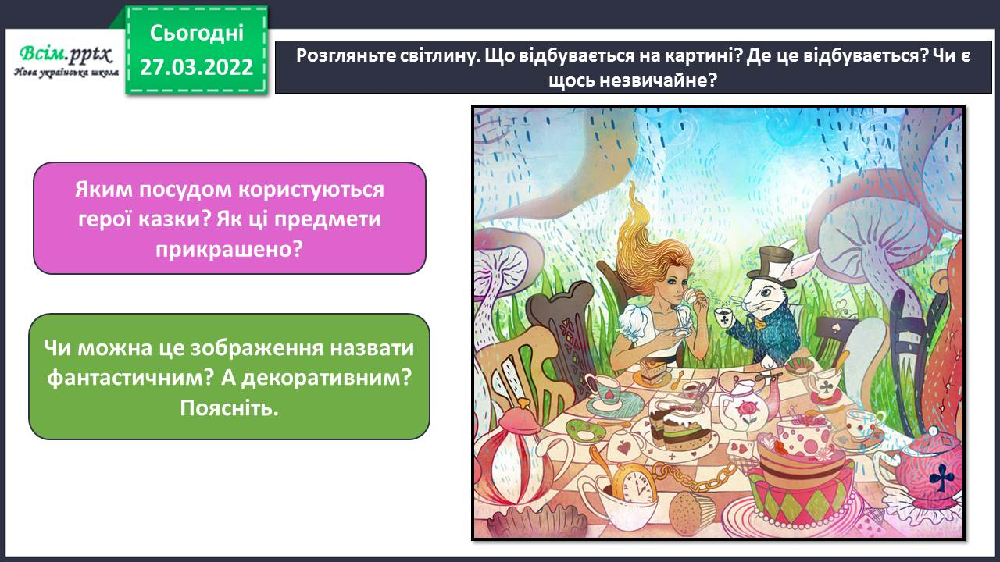 Всім.pptx
Нова українська школа
Сьогодні
27.03.2022
Розгляньте світлину. Що відбувається на картині? Де це відбувається? Чи є
щось незвичайне?
Яким посудом користуються
герої казки? Як ці предмети
прикрашено?
Чи можна це зображення назвати
фантастичним? А декоративним?
Поясніть.